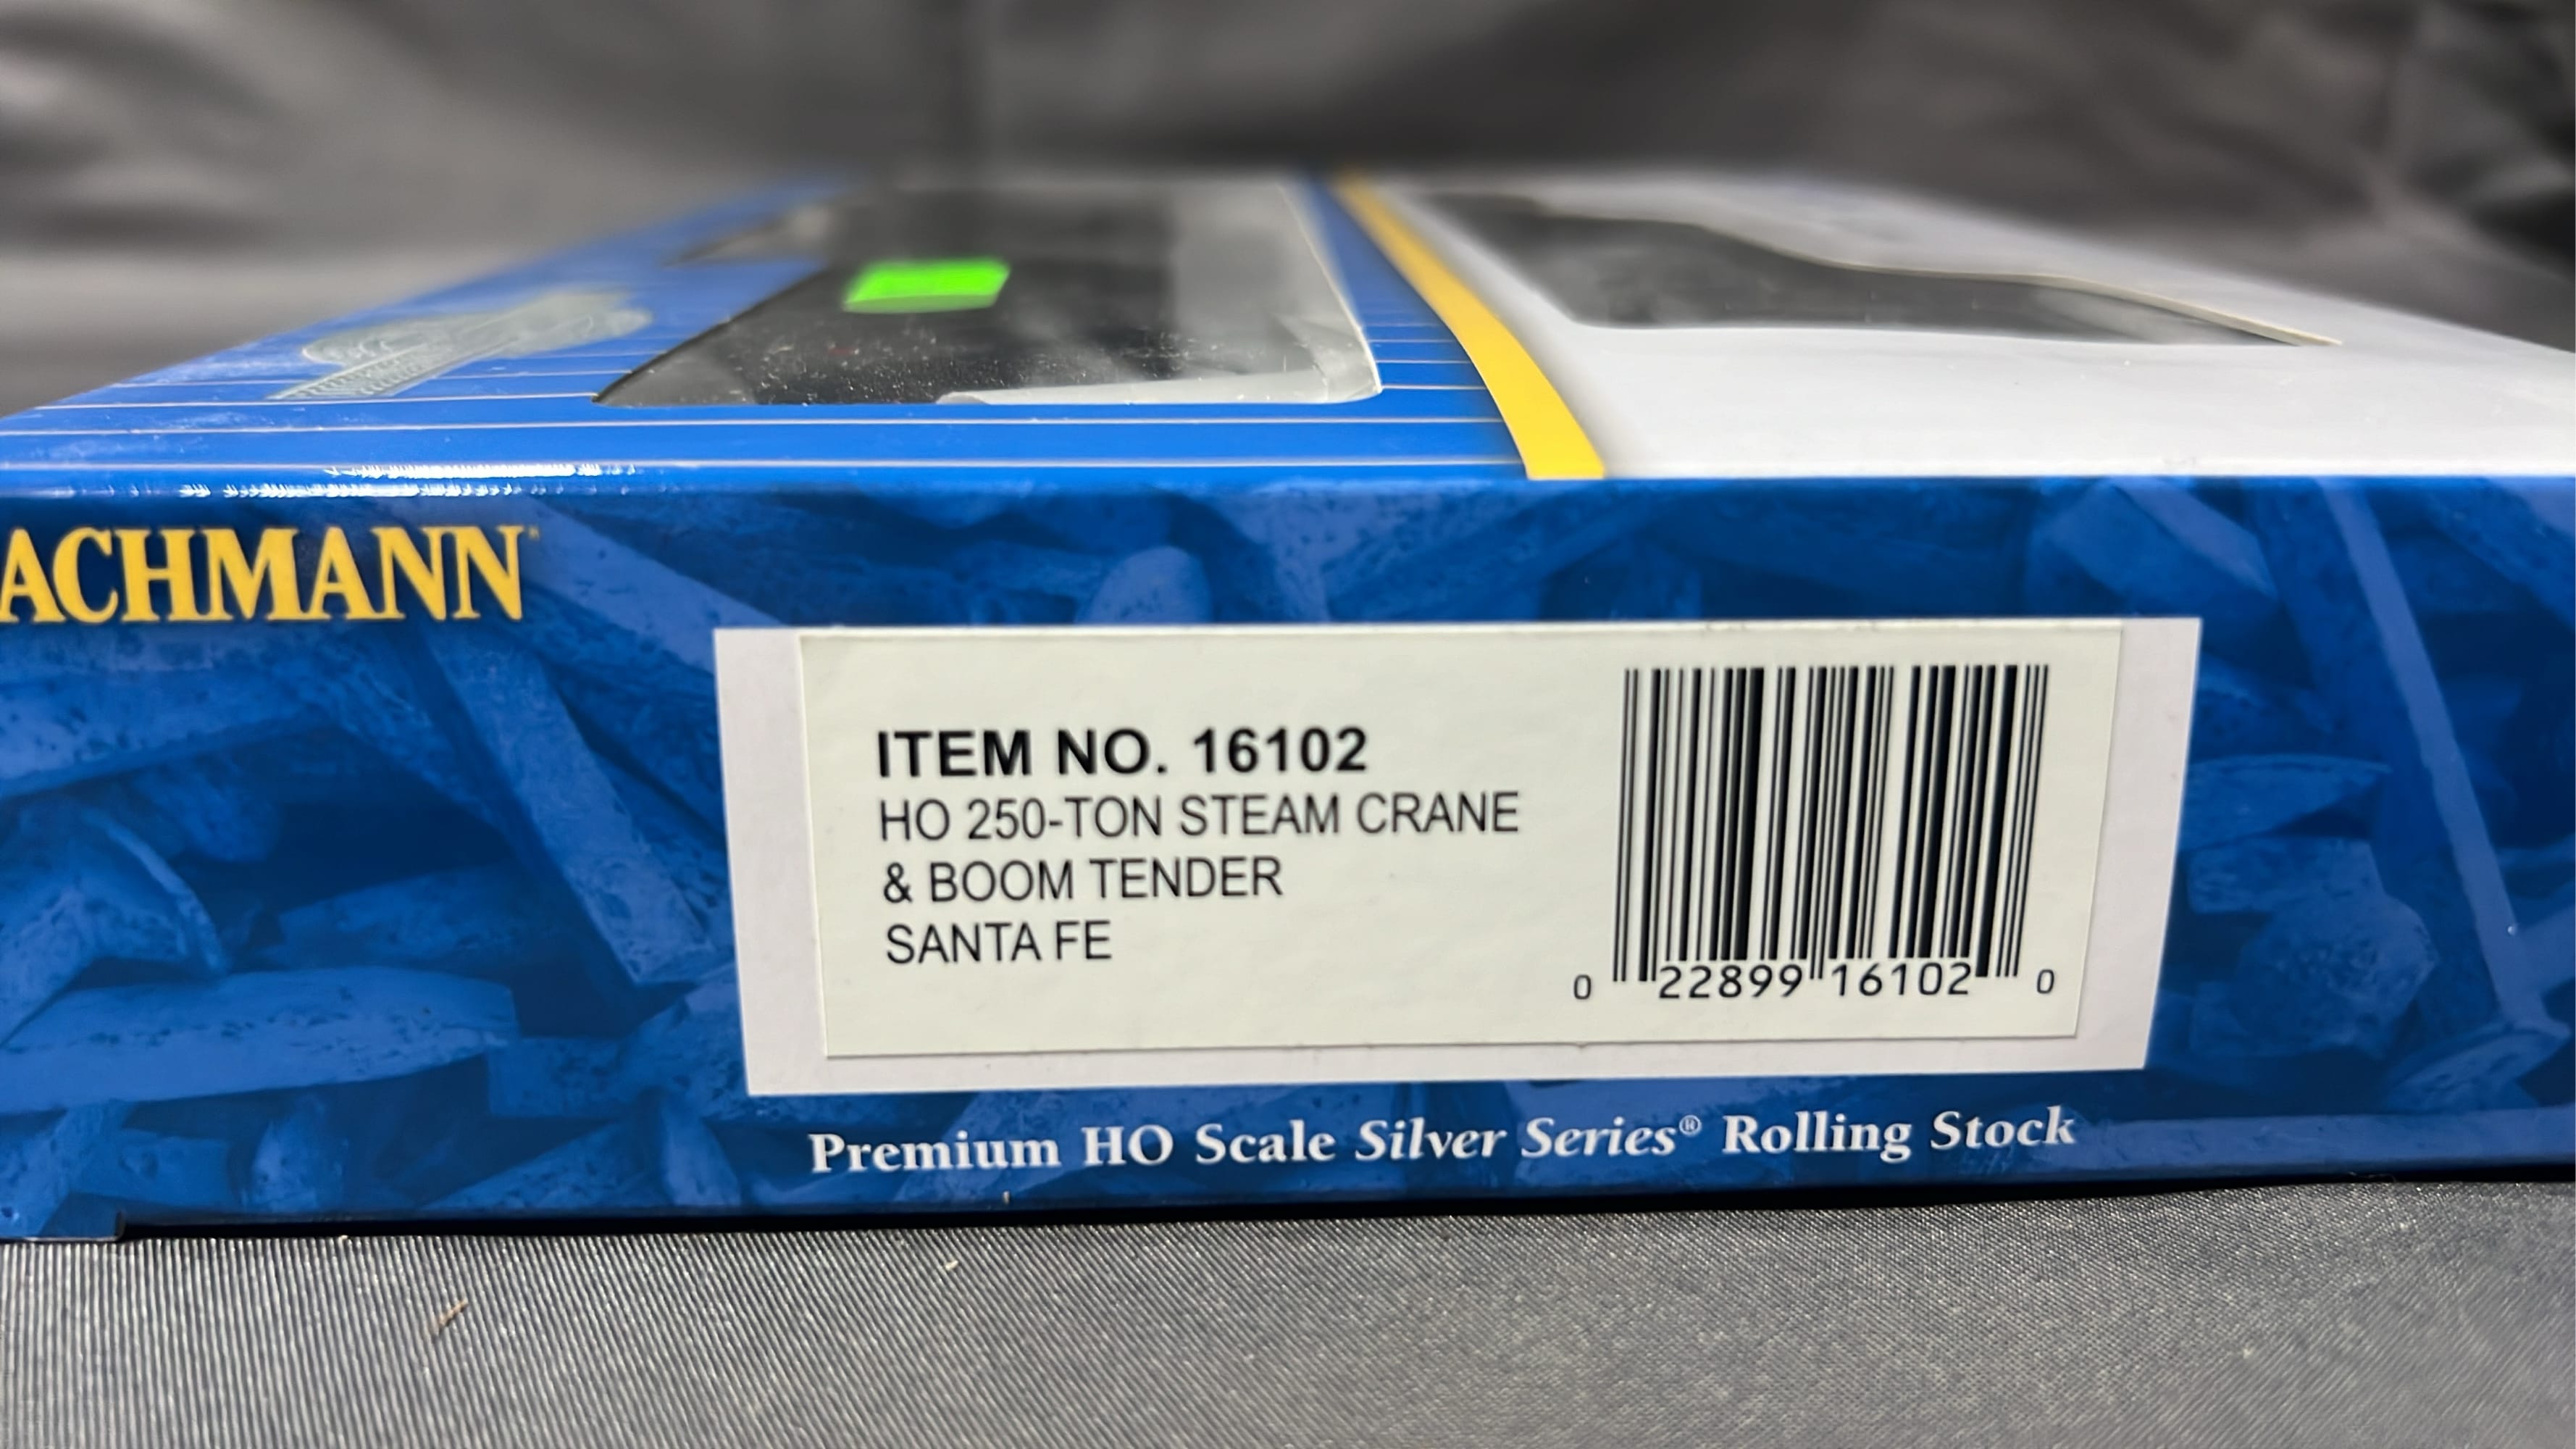 ACHMANN
ITEM NO. 16102
HO 250-TON STEAM CRANE
& BOOM TENDER
SANTA FE
0 22899 16102 0
Premium HO Scale Silver Series® Rolling Stock